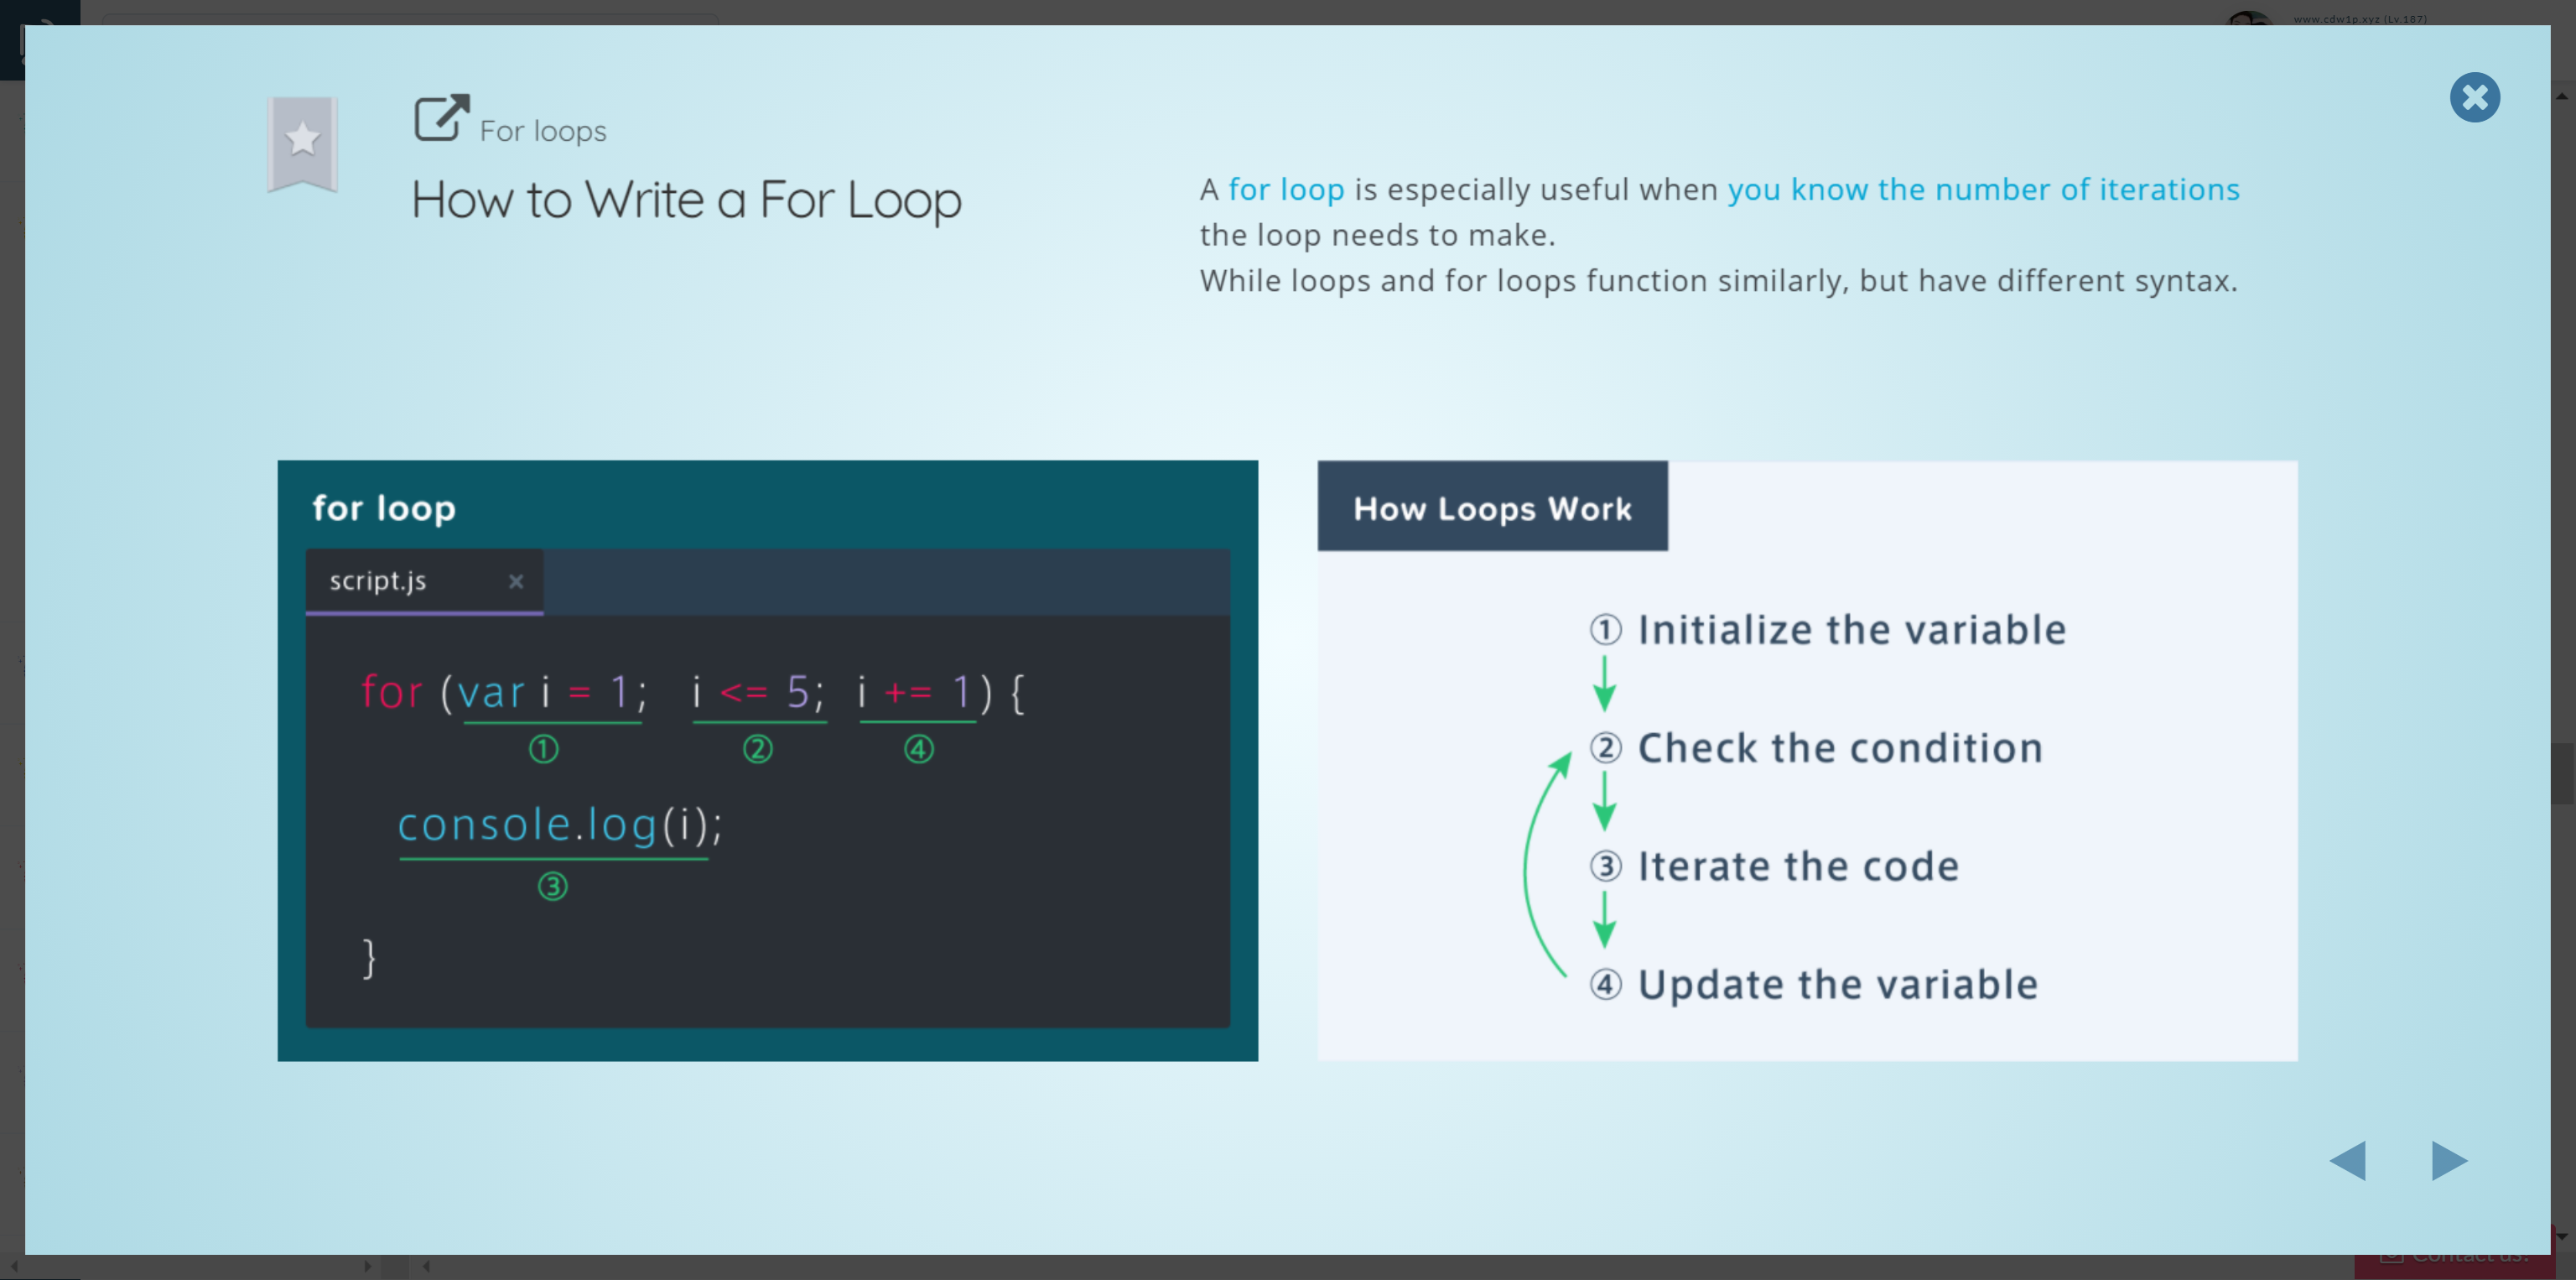 www.cdw1p.xyz (Lv.187)
For loops
How to Write a For Loop
A for loop is especially useful when you know the number of iterations
the loop needs to make.
While loops and for loops function similarly, but have different syntax.
for loop
script.js ×
for (var i = 1; i <= 5; i += 1) {
① ② ④
console.log(i);
③
}
How Loops Work
① Initialize the variable
② Check the condition
③ Iterate the code
④ Update the variable
Contact us!